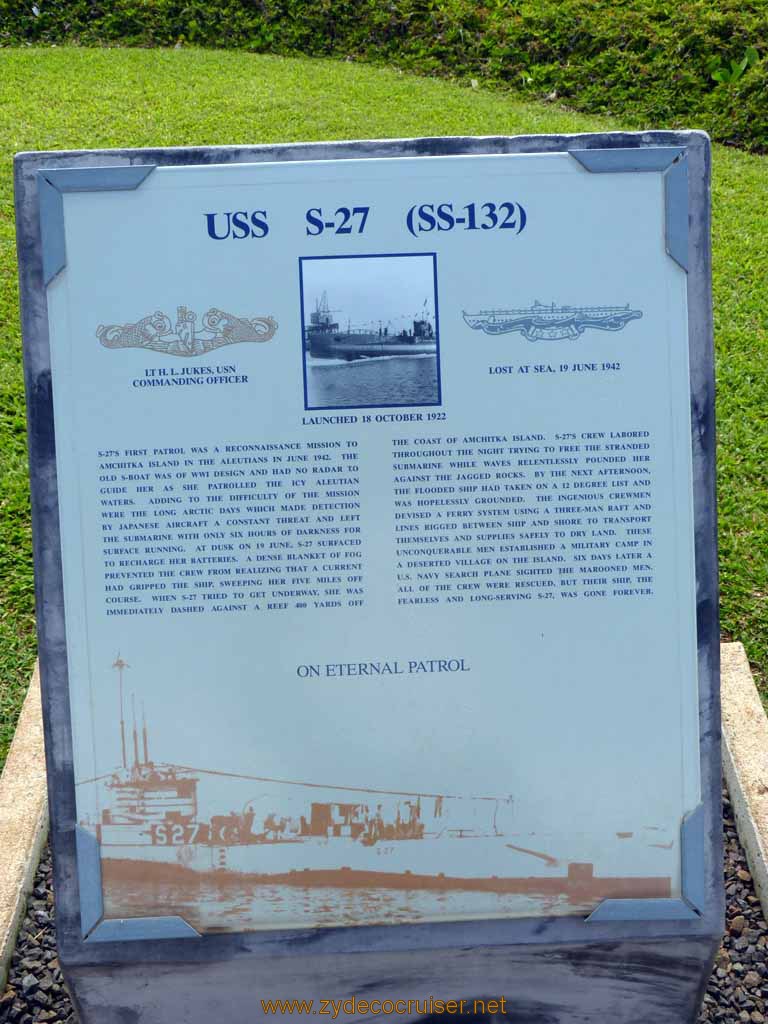 USS S-27 (SS-132)
LT H. L. JUKES, USN
COMMANDING OFFICER
LOST AT SEA, 19 JUNE 1942
LAUNCHED 18 OCTOBER 1922
S-27'S FIRST PATROL WAS A RECONNAISSANCE MISSION TO
AMCHITKA ISLAND IN THE ALEUTIANS IN JUNE 1942. THE
OLD S-BOAT WAS OF WWI DESIGN AND HAD NO RADAR TO
GUIDE HER AS SHE PATROLLED THE ICY ALEUTIAN
WATERS. ADDING TO THE DIFFICULTY OF THE MISSION
WERE THE LONG ARCTIC DAYS WHICH MADE DETECTION
BY JAPANESE AIRCRAFT A CONSTANT THREAT AND LEFT
THE SUBMARINE WITH ONLY SIX HOURS OF DARKNESS FOR
SURFACE RUNNING. AT DUSK ON 19 JUNE, S-27 SURFACED
TO RECHARGE HER BATTERIES. A DENSE BLANKET OF FOG
PREVENTED THE CREW FROM REALIZING THAT A CURRENT
HAD GRIPPED THE SHIP, SWEEPING HER FIVE MILES OFF
COURSE. WHEN S-27 TRIED TO GET UNDERWAY, SHE WAS
IMMEDIATELY DASHED AGAINST A REEF 400 YARDS OFF
THE COAST OF AMCHITKA ISLAND. S-27'S CREW LABORED
THROUGHOUT THE NIGHT TRYING TO FREE THE STRANDED
SUBMARINE WHILE WAVES RELENTLESSLY POUNDED HER
AGAINST THE JAGGED ROCKS. BY THE NEXT AFTERNOON,
THE FLOODED SHIP HAD TAKEN ON A 12 DEGREE LIST AND
WAS HOPELESSLY GROUNDED. THE INGENIOUS CREWMEN
DEVISED A FERRY SYSTEM USING A THREE-MAN RAFT AND
LINES RIGGED BETWEEN SHIP AND SHORE TO TRANSPORT
THEMSELVES AND SUPPLIES SAFELY TO DRY LAND. THESE
UNCONQUERABLE MEN ESTABLISHED A MILITARY CAMP IN
A DESERTED VILLAGE ON THE ISLAND. SIX DAYS LATER A
U.S. NAVY SEARCH PLANE SIGHTED THE MAROONED MEN.
ALL OF THE CREW WERE RESCUED, BUT THEIR SHIP, THE
FEARLESS AND LONG-SERVING S-27, WAS GONE FOREVER.
ON ETERNAL PATROL
S27
S-27
www.zydecocruiser.net